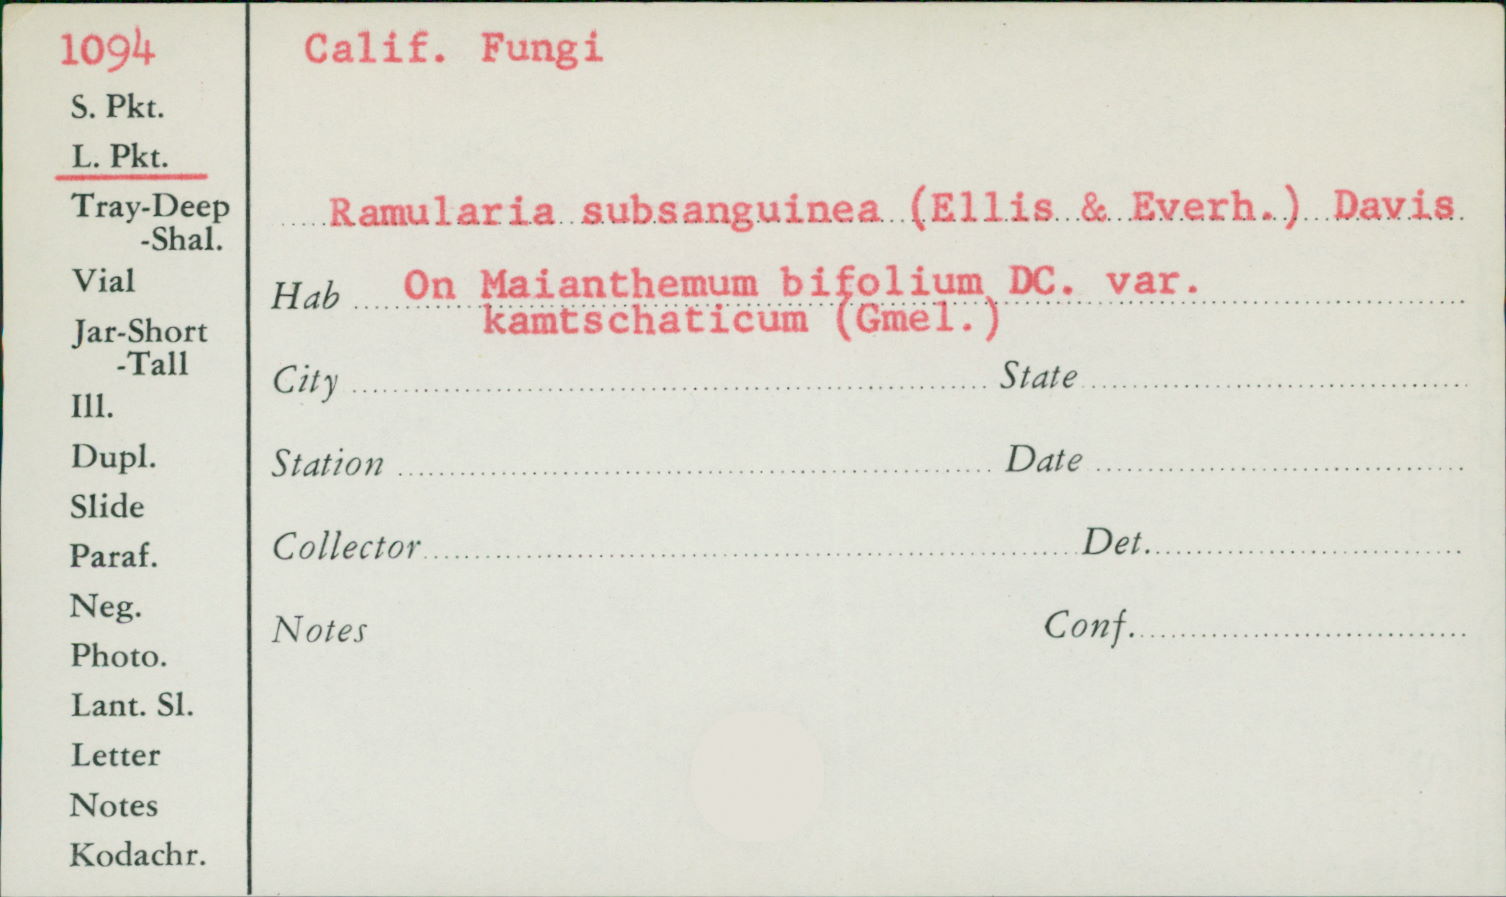 1094
Calif. Fungi
S. Pkt.
L. Pkt.
Tray-Deep
-Shal.
Vial
Jar-Short
-Tall
Ill.
Dupl.
Slide
Paraf.
Neg.
Photo.
Lant. Sl.
Letter
Notes
Kodachr.
Ramularia subsanguinea (Ellis & Everh.) Davis
Hab On Maianthemum bifolium DC. var.
kamtschaticum (Gmel.)
City State
Station Date
Collector Det.
Notes Conf.